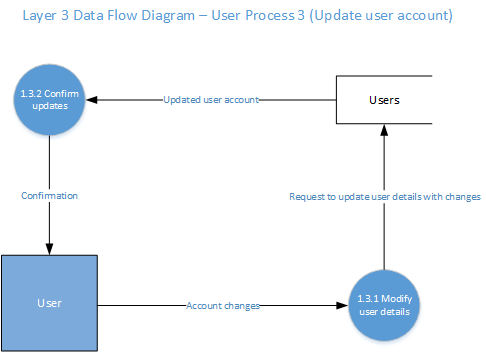 Layer 3 Data Flow Diagram – User Process 3 (Update user account)
1.3.2 Confirm
updates
Updated user account
Users
Confirmation
Request to update user details with changes
User
Account changes
1.3.1 Modify
user details